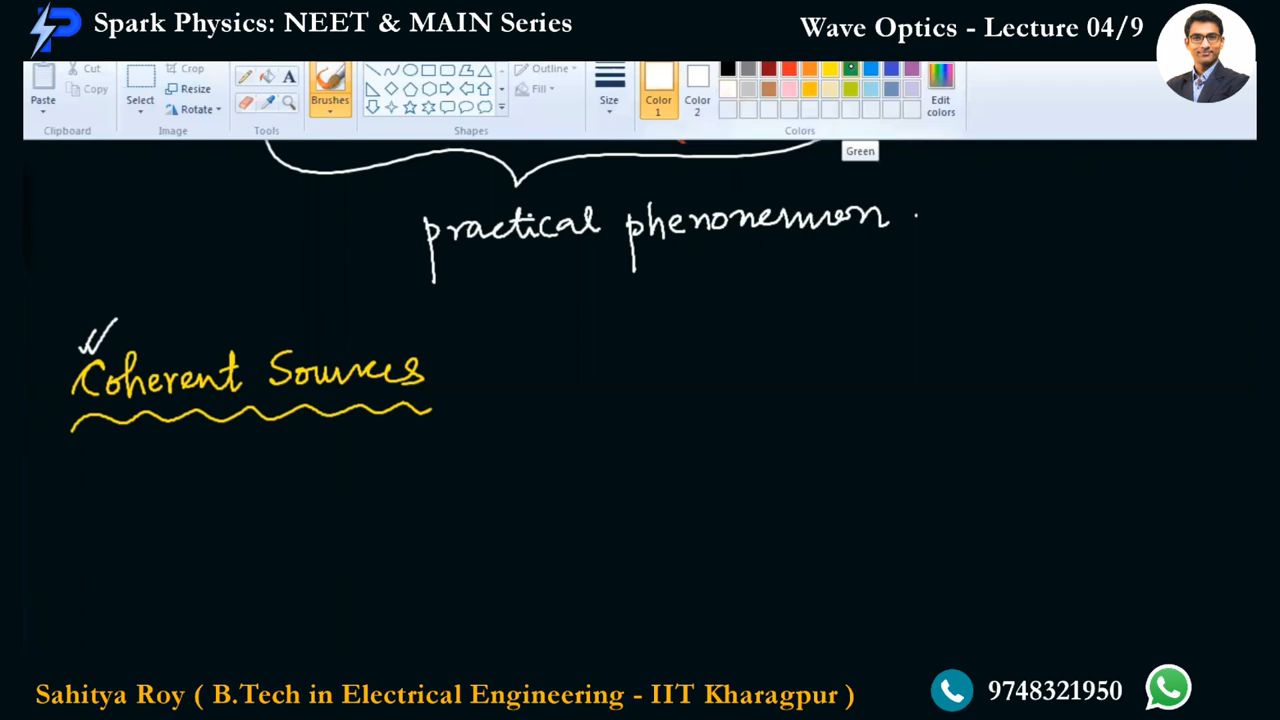 Spark Physics: NEET & MAIN Series
Wave Optics - Lecture 04/9
Paste
Cut
Copy
Clipboard
Select
Crop
Resize
Rotate
Image
A
Tools
Brushes
Shapes
Outline
Fill
Size
Color 1
Color 2
Colors
Edit colors
Green
practical phenonemenon .
Coherent Sources
Sahitya Roy ( B.Tech in Electrical Engineering - IIT Kharagpur )
9748321950